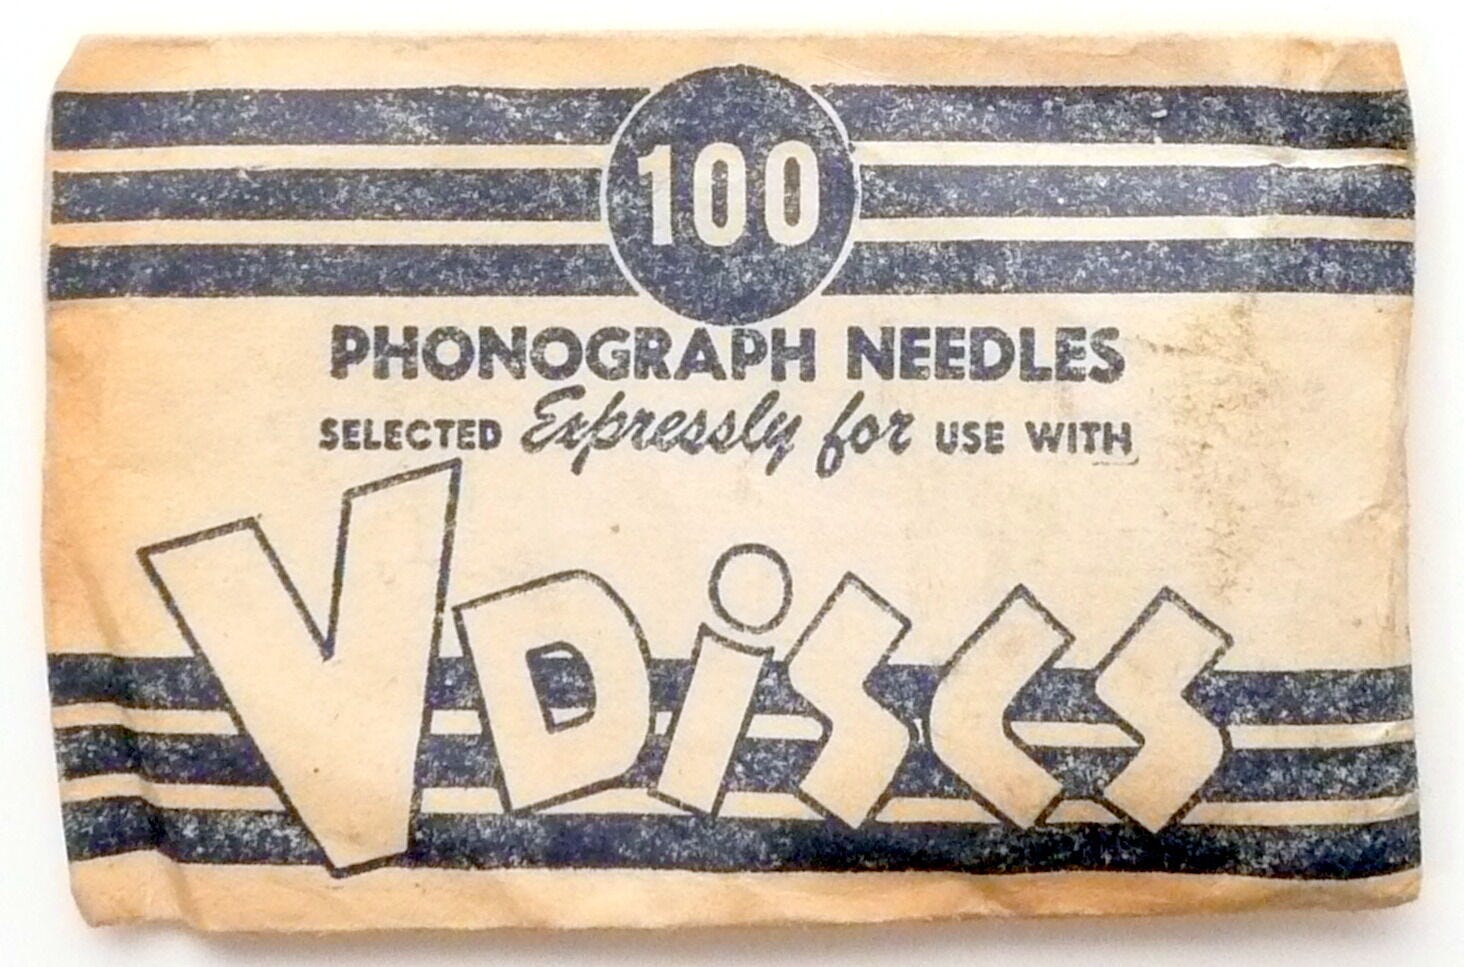 100
PHONOGRAPH NEEDLES
SELECTED Expressly for USE WITH
V DiSCS